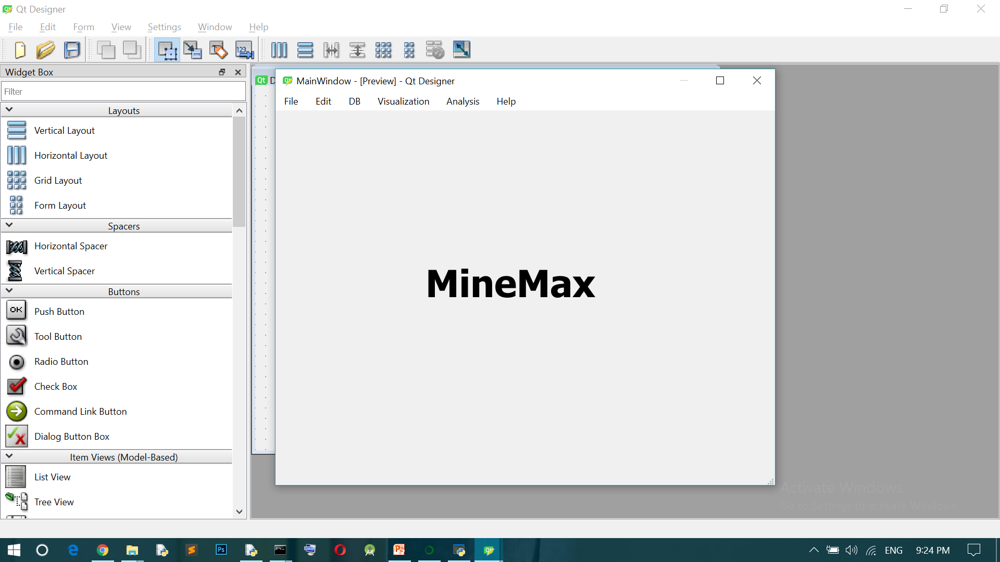 Qt Designer
File Edit Form View Settings Window Help
Widget Box
Filter
Layouts
Vertical Layout
Horizontal Layout
Grid Layout
Form Layout
Spacers
Horizontal Spacer
Vertical Spacer
Buttons
OK Push Button
Tool Button
Radio Button
Check Box
Command Link Button
Dialog Button Box
Item Views (Model-Based)
List View
Tree View
Qt D
MainWindow - [Preview] - Qt Designer
File Edit DB Visualization Analysis Help
MineMax
Activate Windows
Go to Settings to activate Windows.
ENG 9:24 PM